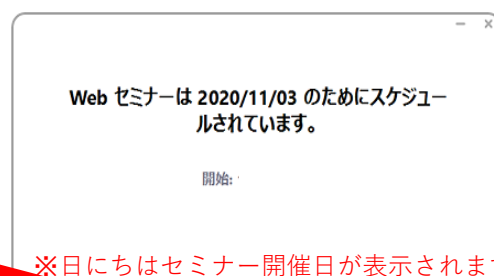 Web セミナーは 2020/11/03 のためにスケジュー
ルされています。
開始:
※日にちはセミナー開催日が表示されます